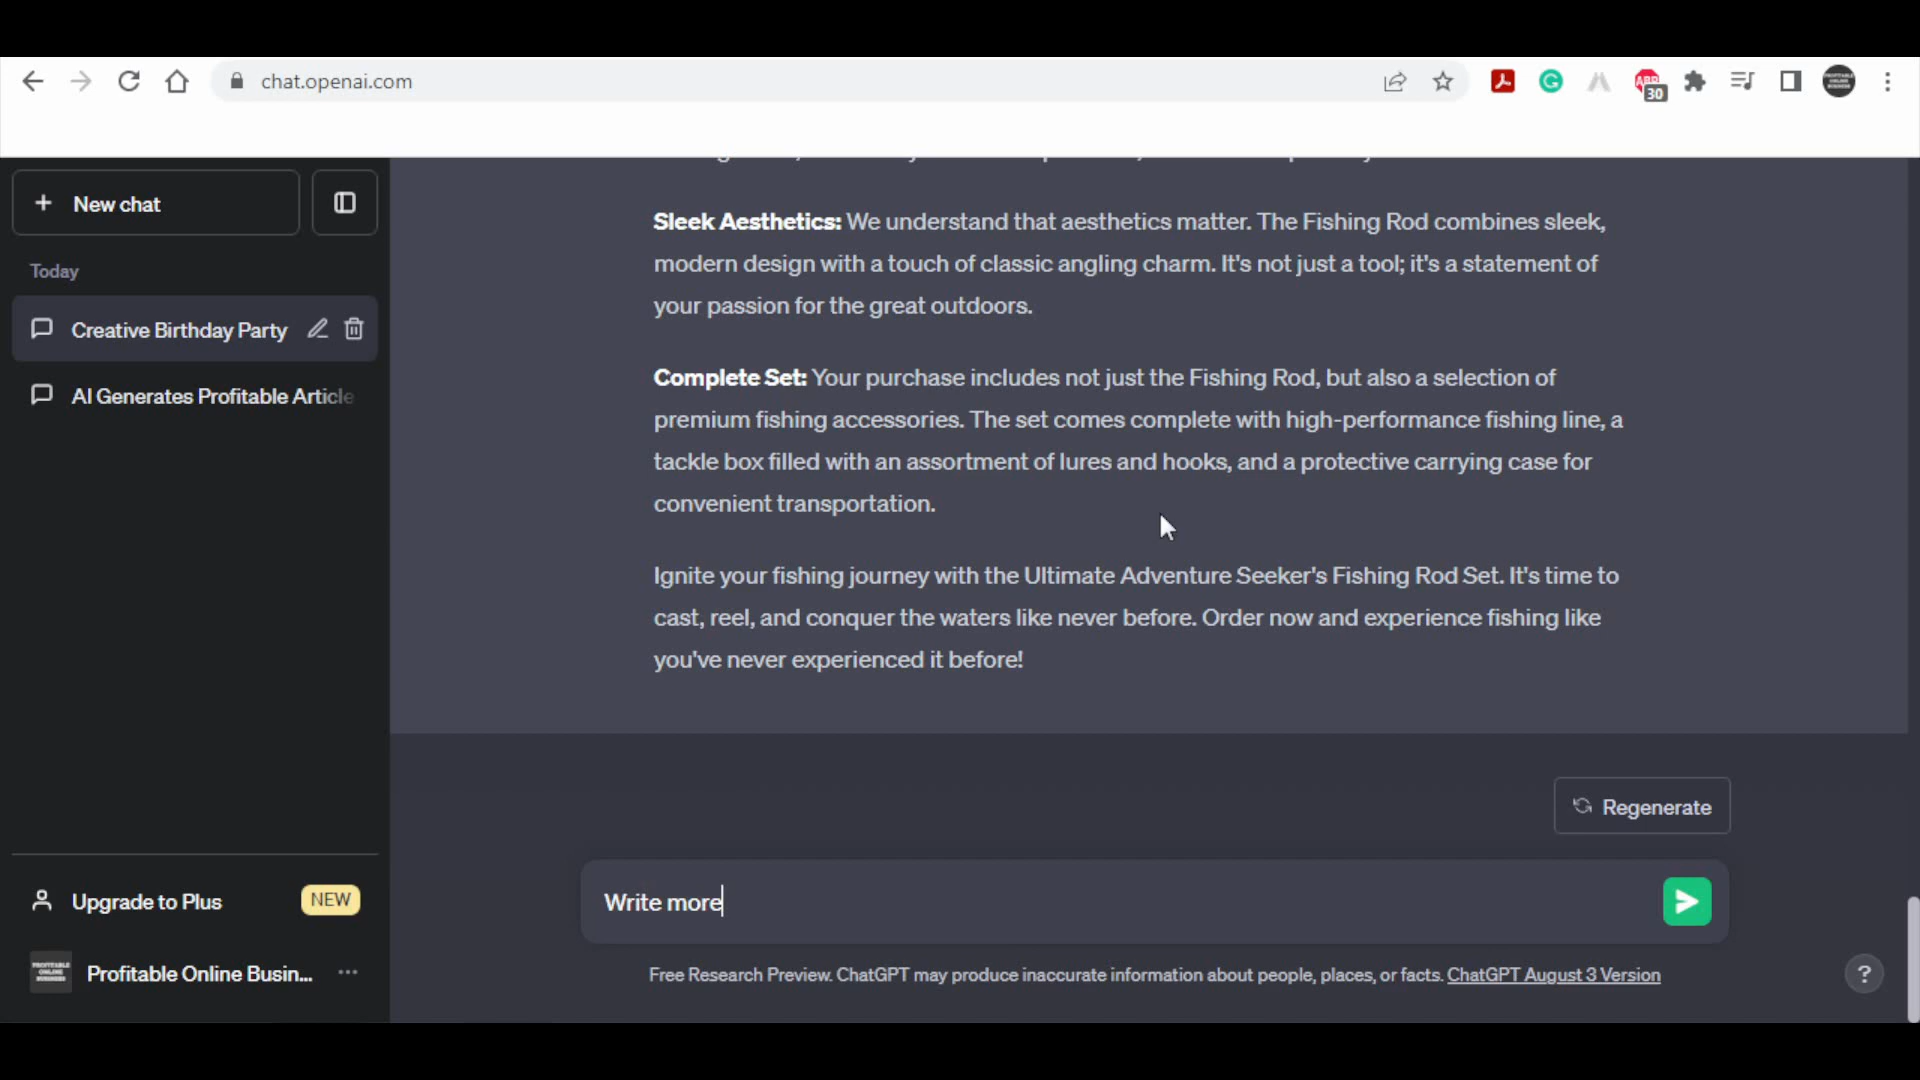 chat.openai.com
30
New chat
Today
Sleek Aesthetics: We understand that aesthetics matter. The Fishing Rod combines sleek,
modern design with a touch of classic angling charm. It's not just a tool; it's a statement of
your passion for the great outdoors.
Creative Birthday Party
AI Generates Profitable Article
Complete Set: Your purchase includes not just the Fishing Rod, but also a selection of
premium fishing accessories. The set comes complete with high-performance fishing line, a
tackle box filled with an assortment of lures and hooks, and a protective carrying case for
convenient transportation.
Ignite your fishing journey with the Ultimate Adventure Seeker's Fishing Rod Set. It's time to
cast, reel, and conquer the waters like never before. Order now and experience fishing like
you've never experienced it before!
Regenerate
Upgrade to Plus NEW
Write more
PROFITABLE ONLINE BUSINESS
Profitable Online Busin...
Free Research Preview. ChatGPT may produce inaccurate information about people, places, or facts. ChatGPT August 3 Version
?